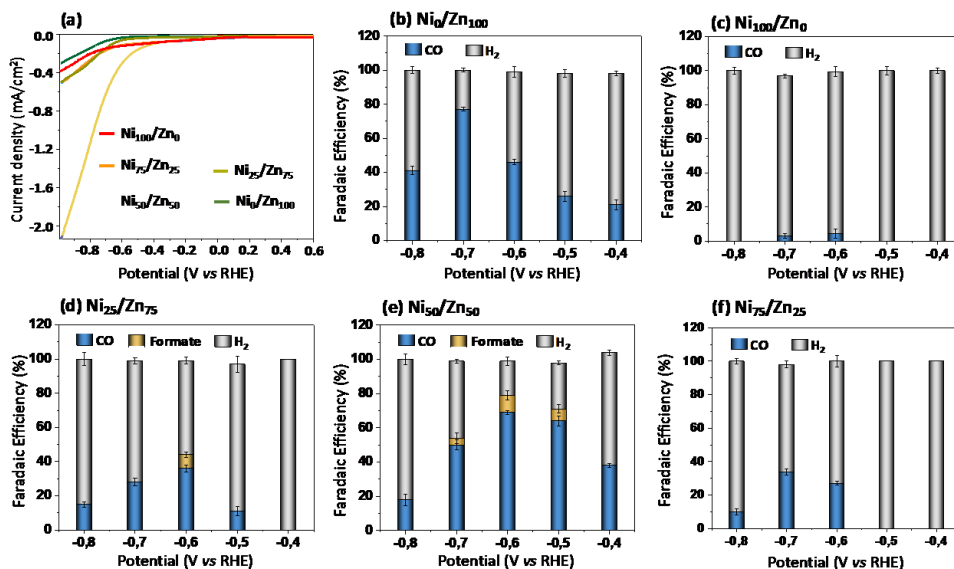 (a)
0.0
-0.4
-0.8
-1.2
-1.6
-2.0
Current density (mA/cm²)
Ni₁₀₀/Zn₀
Ni₇₅/Zn₂₅
Ni₅₀/Zn₅₀
Ni₂₅/Zn₇₅
Ni₀/Zn₁₀₀
-0.8 -0.6 -0.4 -0.2 0.0 0.2 0.4 0.6
Potential (V vs RHE)
(b) Ni₀/Zn₁₀₀
CO H₂
120
100
80
60
40
20
0
Faradaic Efficiency (%)
-0,8 -0,7 -0,6 -0,5 -0,4
Potential (V vs RHE)
(c) Ni₁₀₀/Zn₀
CO H₂
120
100
80
60
40
20
0
Faradaic Efficiency (%)
-0,8 -0,7 -0,6 -0,5 -0,4
Potential (V vs RHE)
(d) Ni₂₅/Zn₇₅
CO Formate H₂
120
100
80
60
40
20
0
Faradaic Efficiency (%)
-0,8 -0,7 -0,6 -0,5 -0,4
Potential (V vs RHE)
(e) Ni₅₀/Zn₅₀
CO Formate H₂
120
100
80
60
40
20
0
Faradaic Efficiency (%)
-0,8 -0,7 -0,6 -0,5 -0,4
Potential (V vs RHE)
(f) Ni₇₅/Zn₂₅
CO H₂
120
100
80
60
40
20
0
Faradaic Efficiency (%)
-0,8 -0,7 -0,6 -0,5 -0,4
Potential (V vs RHE)